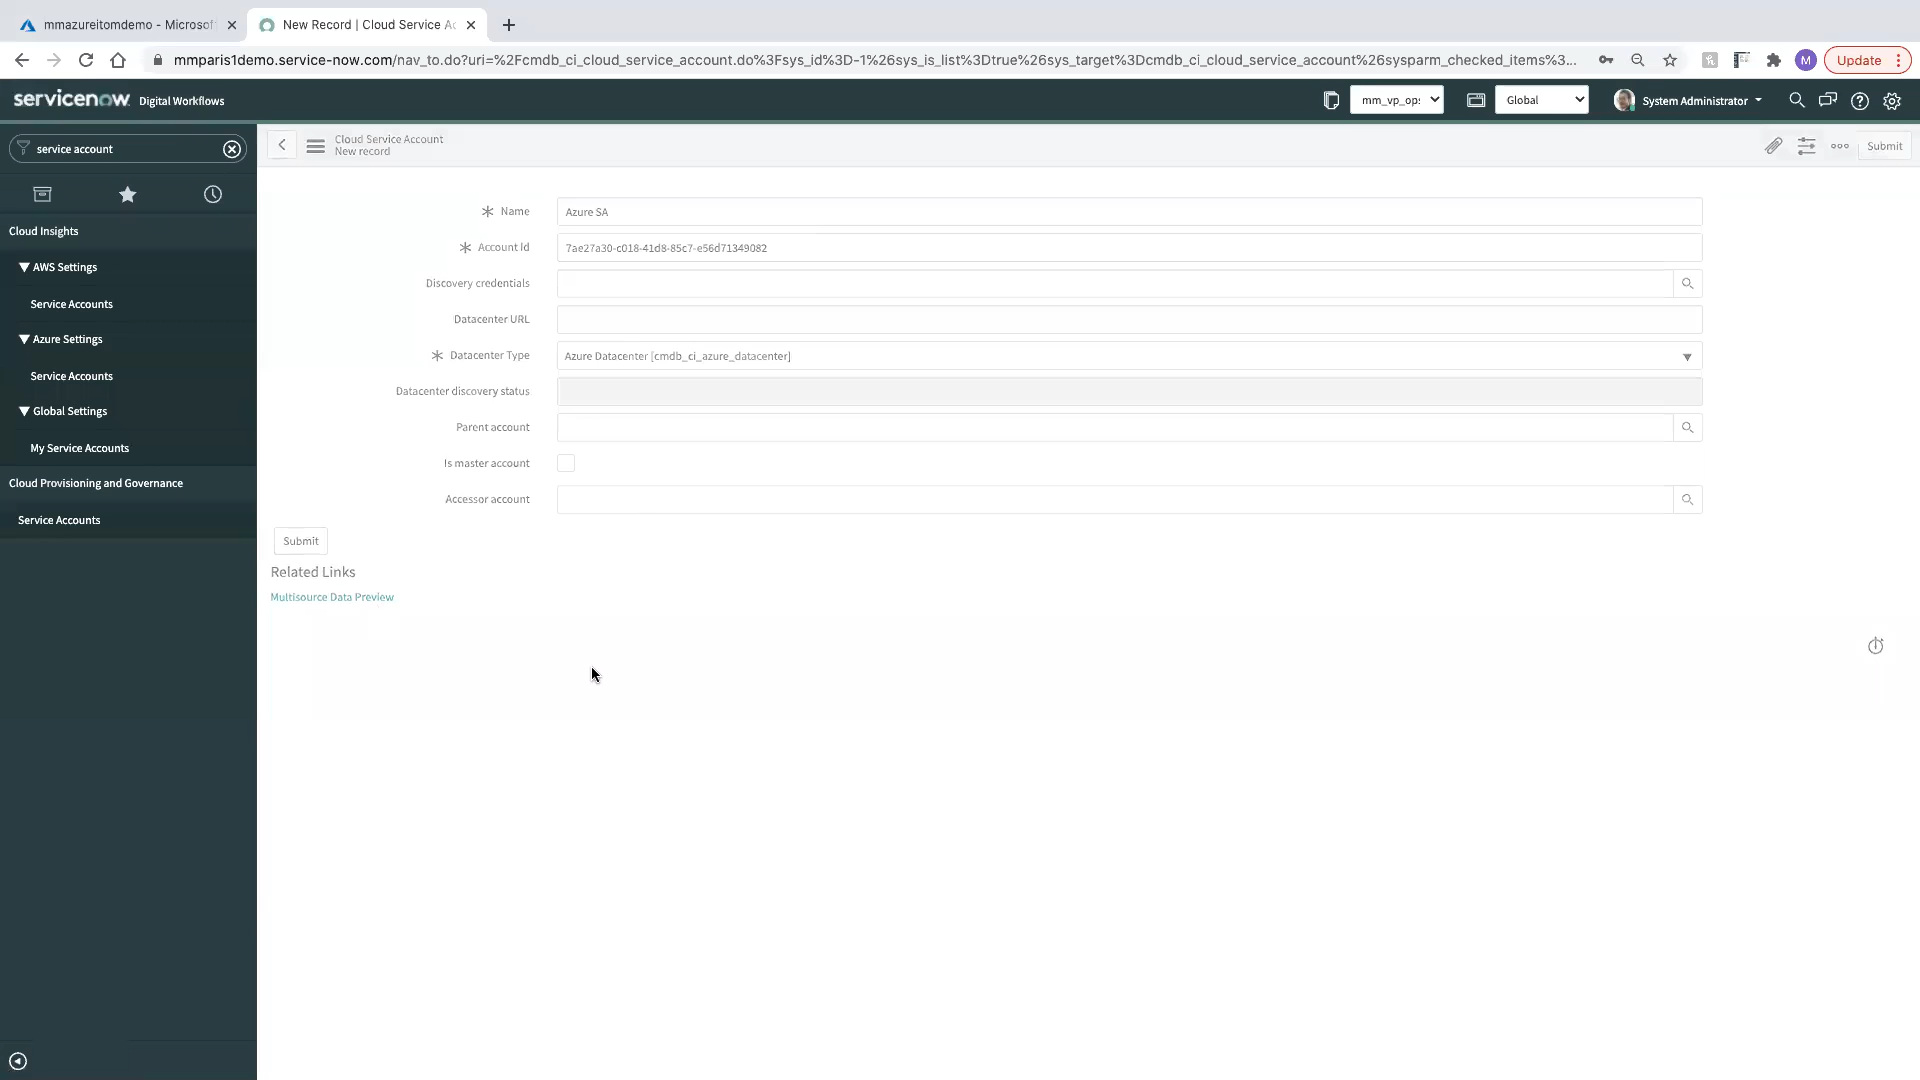 mmazureitomdemo - Microsof
New Record | Cloud Service Ac
mmparis1demo.service-now.com/nav_to.do?uri=%2Fcmdb_ci_cloud_service_account.do%3Fsys_id%3D-1%26sys_is_list%3Dtrue%26sys_target%3Dcmdb_ci_cloud_service_account%26sysparm_checked_items%3...
M
Update
servicenow Digital Workflows
mm_vp_op:
Global
System Administrator
service account
Cloud Service Account
New record
Submit
Cloud Insights
AWS Settings
Service Accounts
Azure Settings
Service Accounts
Global Settings
My Service Accounts
Cloud Provisioning and Governance
Service Accounts
Name
Azure SA
Account Id
7ae27a30-c018-41d8-85c7-e56d71349082
Discovery credentials
Datacenter URL
Datacenter Type
Azure Datacenter [cmdb_ci_azure_datacenter]
Datacenter discovery status
Parent account
Is master account
Accessor account
Submit
Related Links
Multisource Data Preview